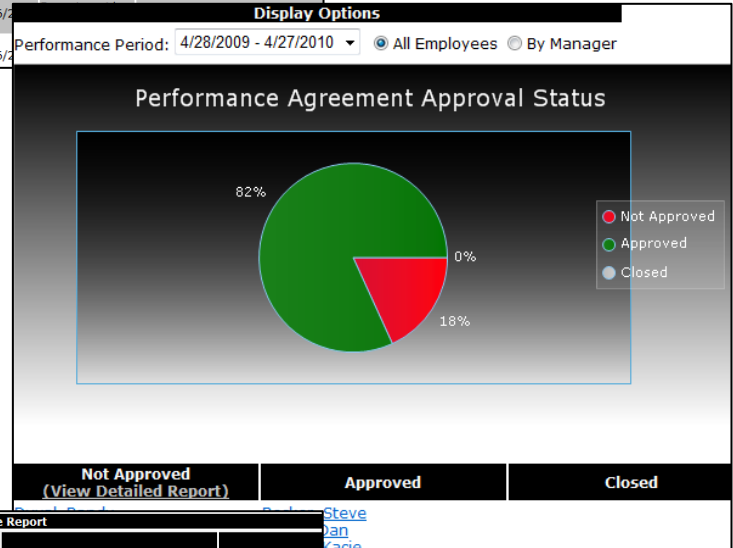 Display Options
Performance Period: 4/28/2009 - 4/27/2010 All Employees By Manager
Performance Agreement Approval Status
82%
0%
18%
Not Approved
Approved
Closed
Not Approved
(View Detailed Report)
Approved
Closed
Steve
Dan
Kacie
Report